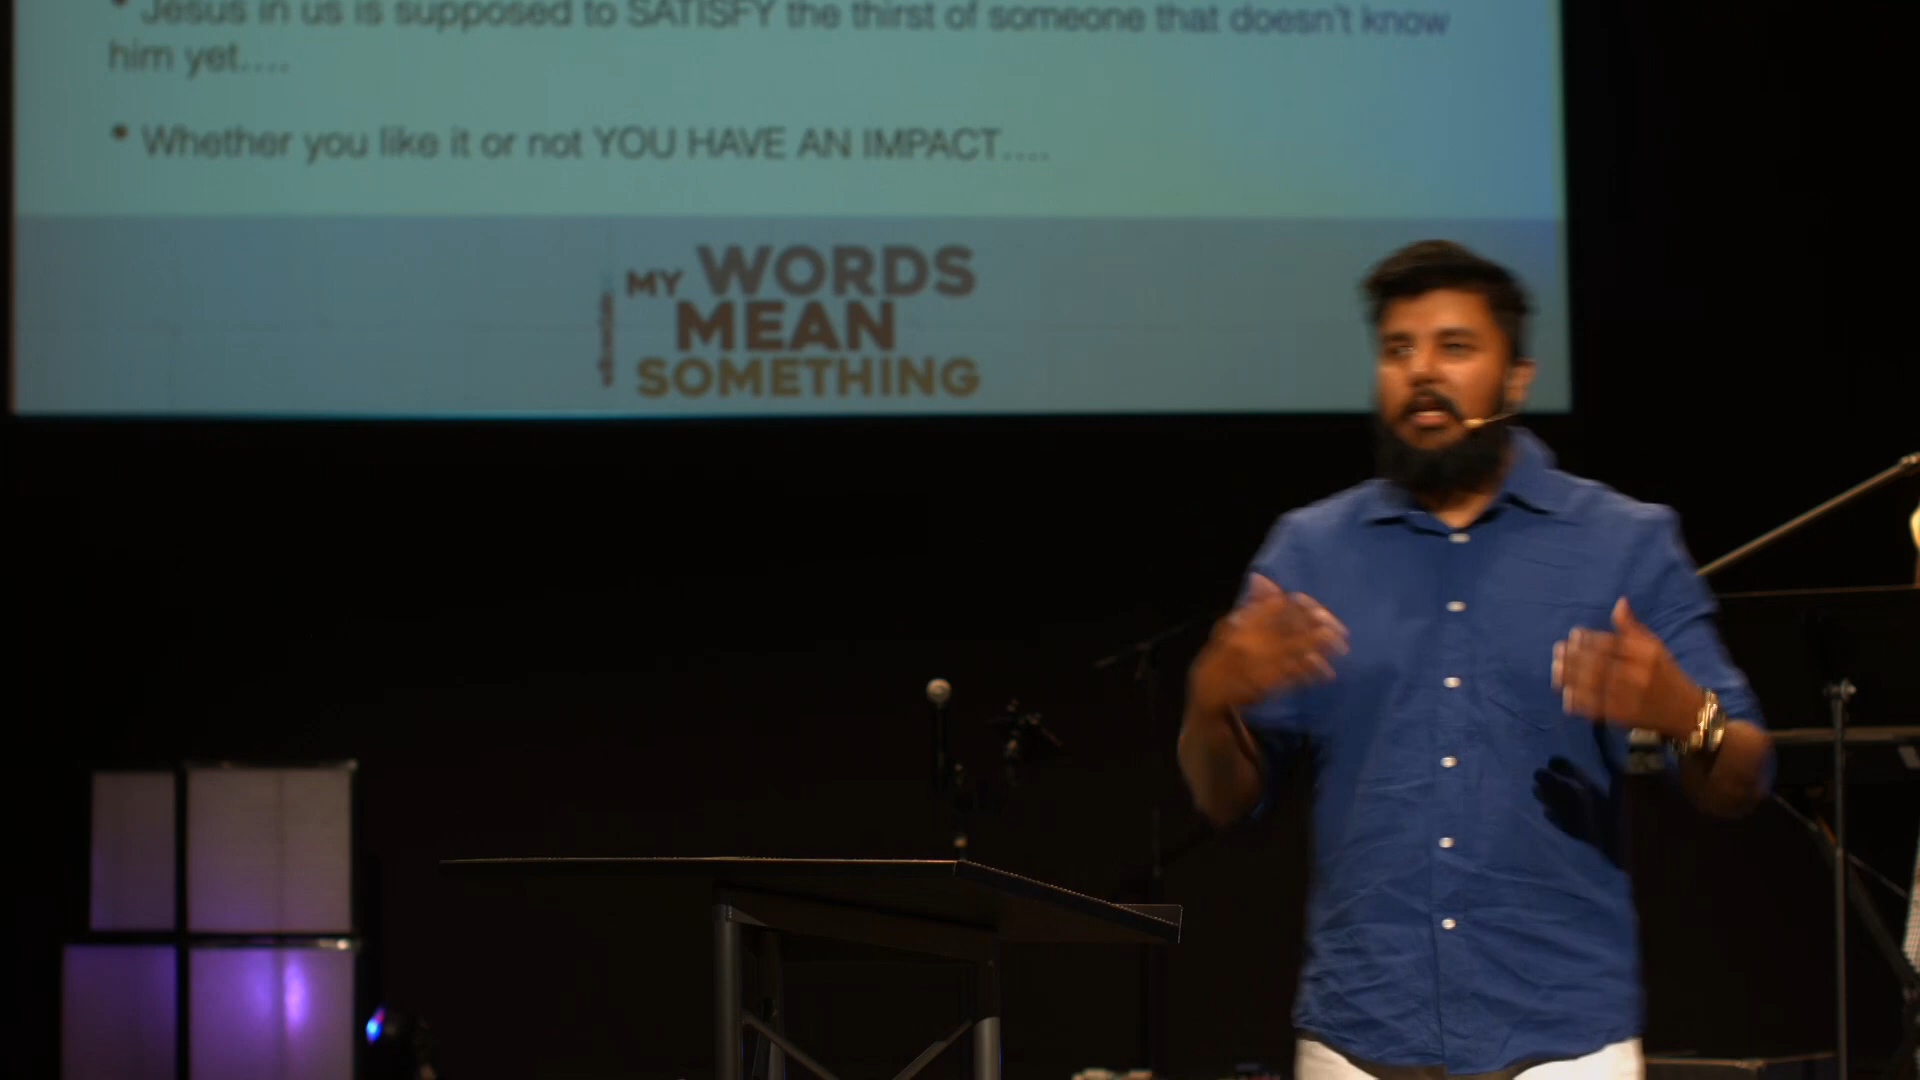 • Jesus in us is supposed to SATISFY the thirst of someone that doesn't know
him yet....
• Whether you like it or not YOU HAVE AN IMPACT....
MY WORDS
MEAN
SOMETHING